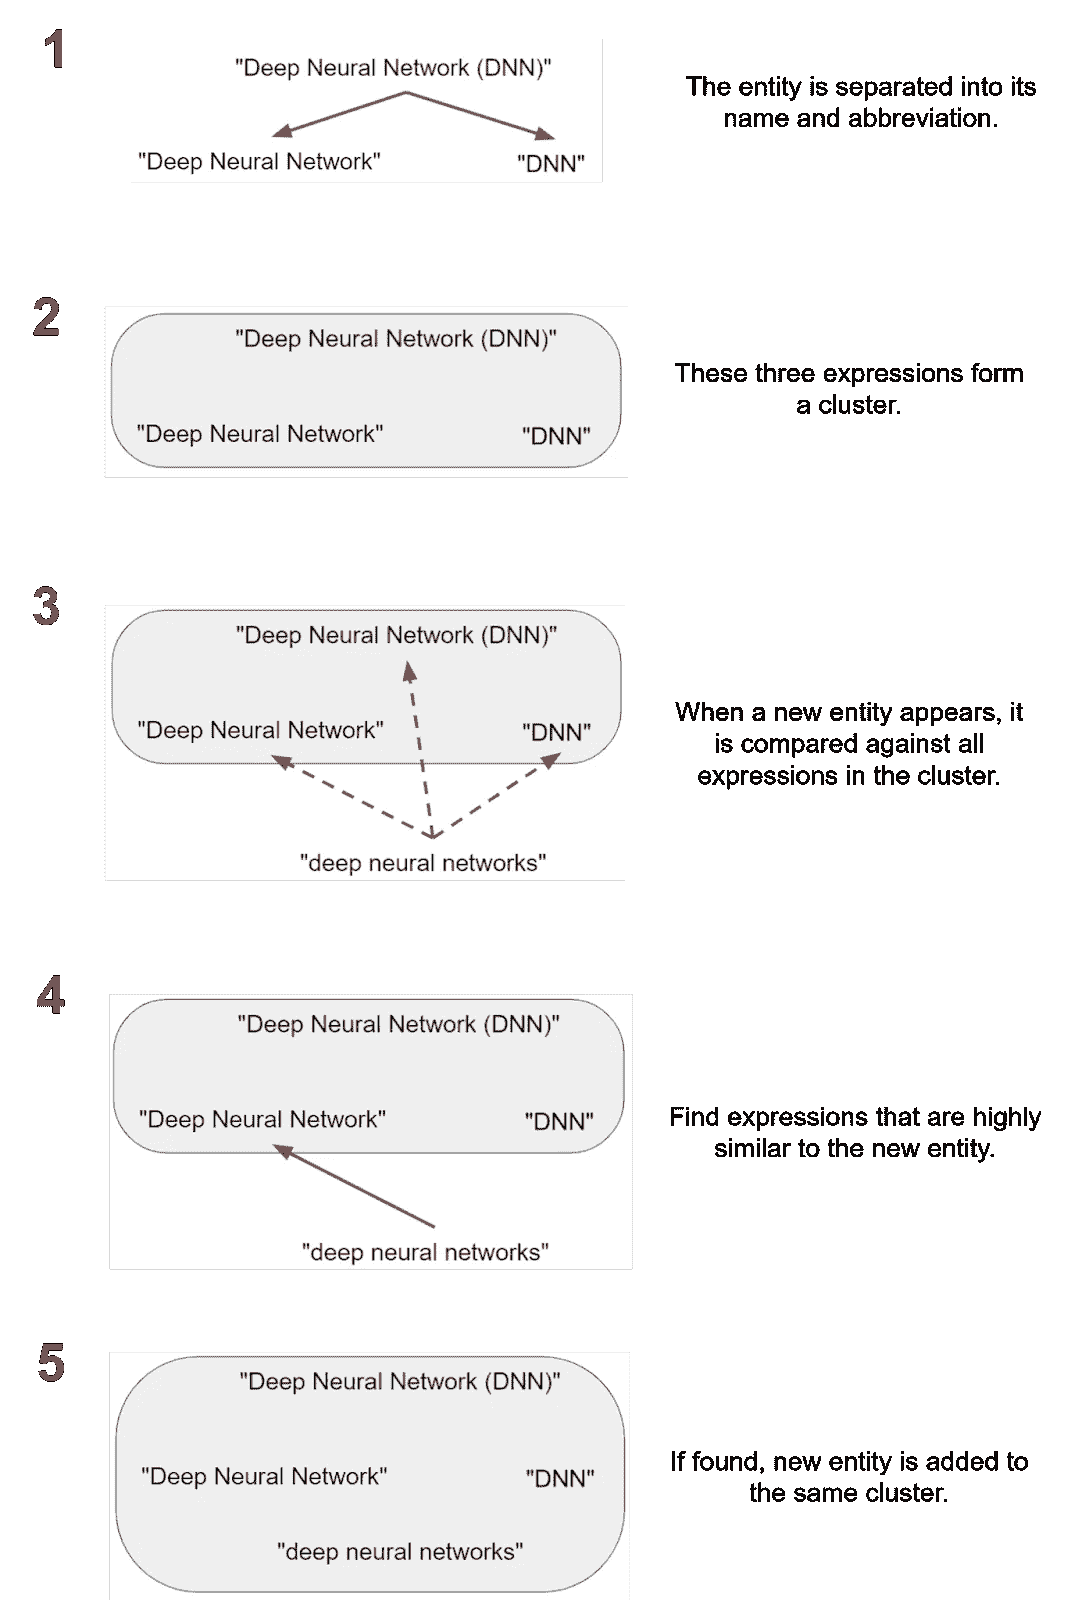 1
"Deep Neural Network (DNN)"
"Deep Neural Network" "DNN"
The entity is separated into its
name and abbreviation.
2
"Deep Neural Network (DNN)"
"Deep Neural Network" "DNN"
These three expressions form
a cluster.
3
"Deep Neural Network (DNN)"
"Deep Neural Network" "DNN"
"deep neural networks"
When a new entity appears, it
is compared against all
expressions in the cluster.
4
"Deep Neural Network (DNN)"
"Deep Neural Network" "DNN"
"deep neural networks"
Find expressions that are highly
similar to the new entity.
5
"Deep Neural Network (DNN)"
"Deep Neural Network" "DNN"
"deep neural networks"
If found, new entity is added to
the same cluster.